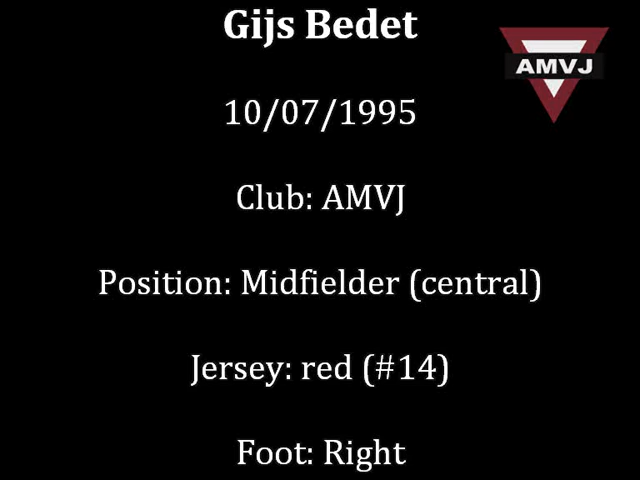 Gijs Bedet
AMVJ
10/07/1995
Club: AMVJ
Position: Midfielder (central)
Jersey: red (#14)
Foot: Right